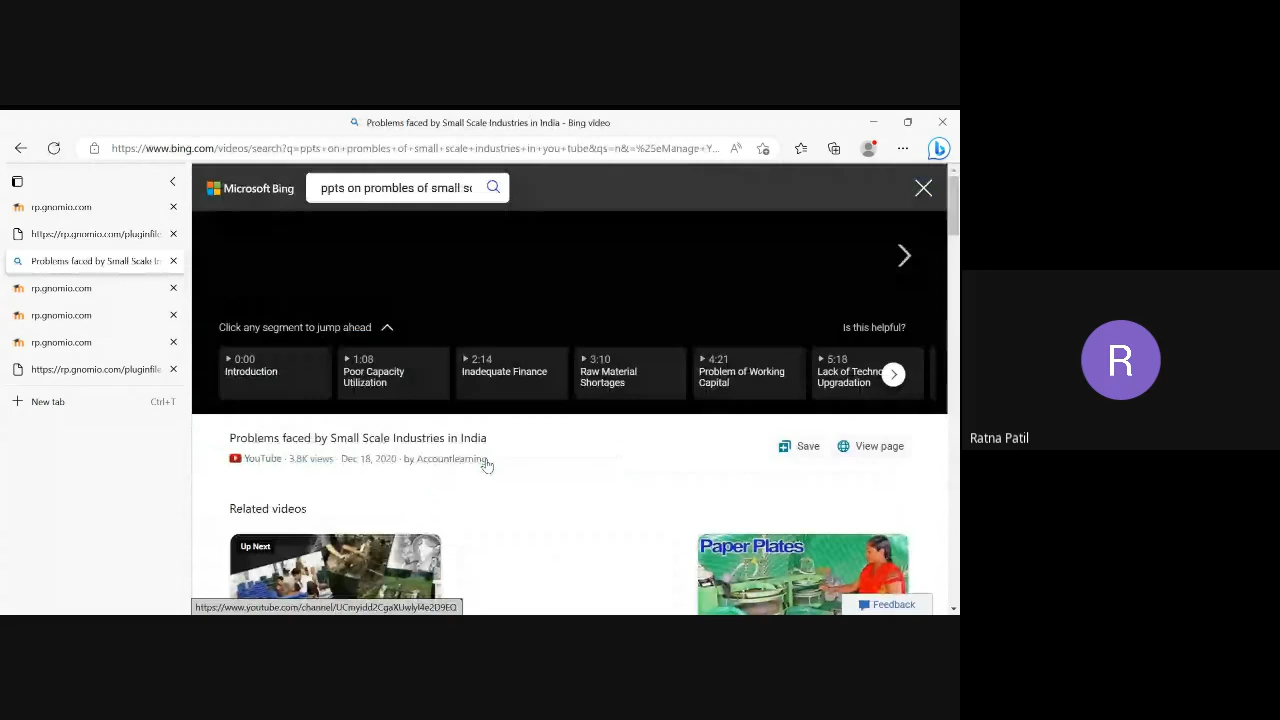 Problems faced by Small Scale Industries in India - Bing video
https://www.bing.com/videos/search?q=ppts+on+prombles+of+small+scale+industries+in+you+tube&qs=n&=%25eManage+Y...
Microsoft Bing
ppts on prombles of small sc
rp.gnomio.com
https://rp.gnomio.com/pluginfile
Problems faced by Small Scale In
rp.gnomio.com
rp.gnomio.com
rp.gnomio.com
https://rp.gnomio.com/pluginfile
New tab Ctrl+T
Click any segment to jump ahead
Is this helpful?
0:00
Introduction
1:08
Poor Capacity
Utilization
2:14
Inadequate Finance
3:10
Raw Material
Shortages
4:21
Problem of Working
Capital
5:18
Lack of Techno
Upgradation
Problems faced by Small Scale Industries in India
YouTube · 3.8K views · Dec 18, 2020 · by Accountlearning
Save
View page
Related videos
Up Next
Paper Plates
Feedback
R
Ratna Patil